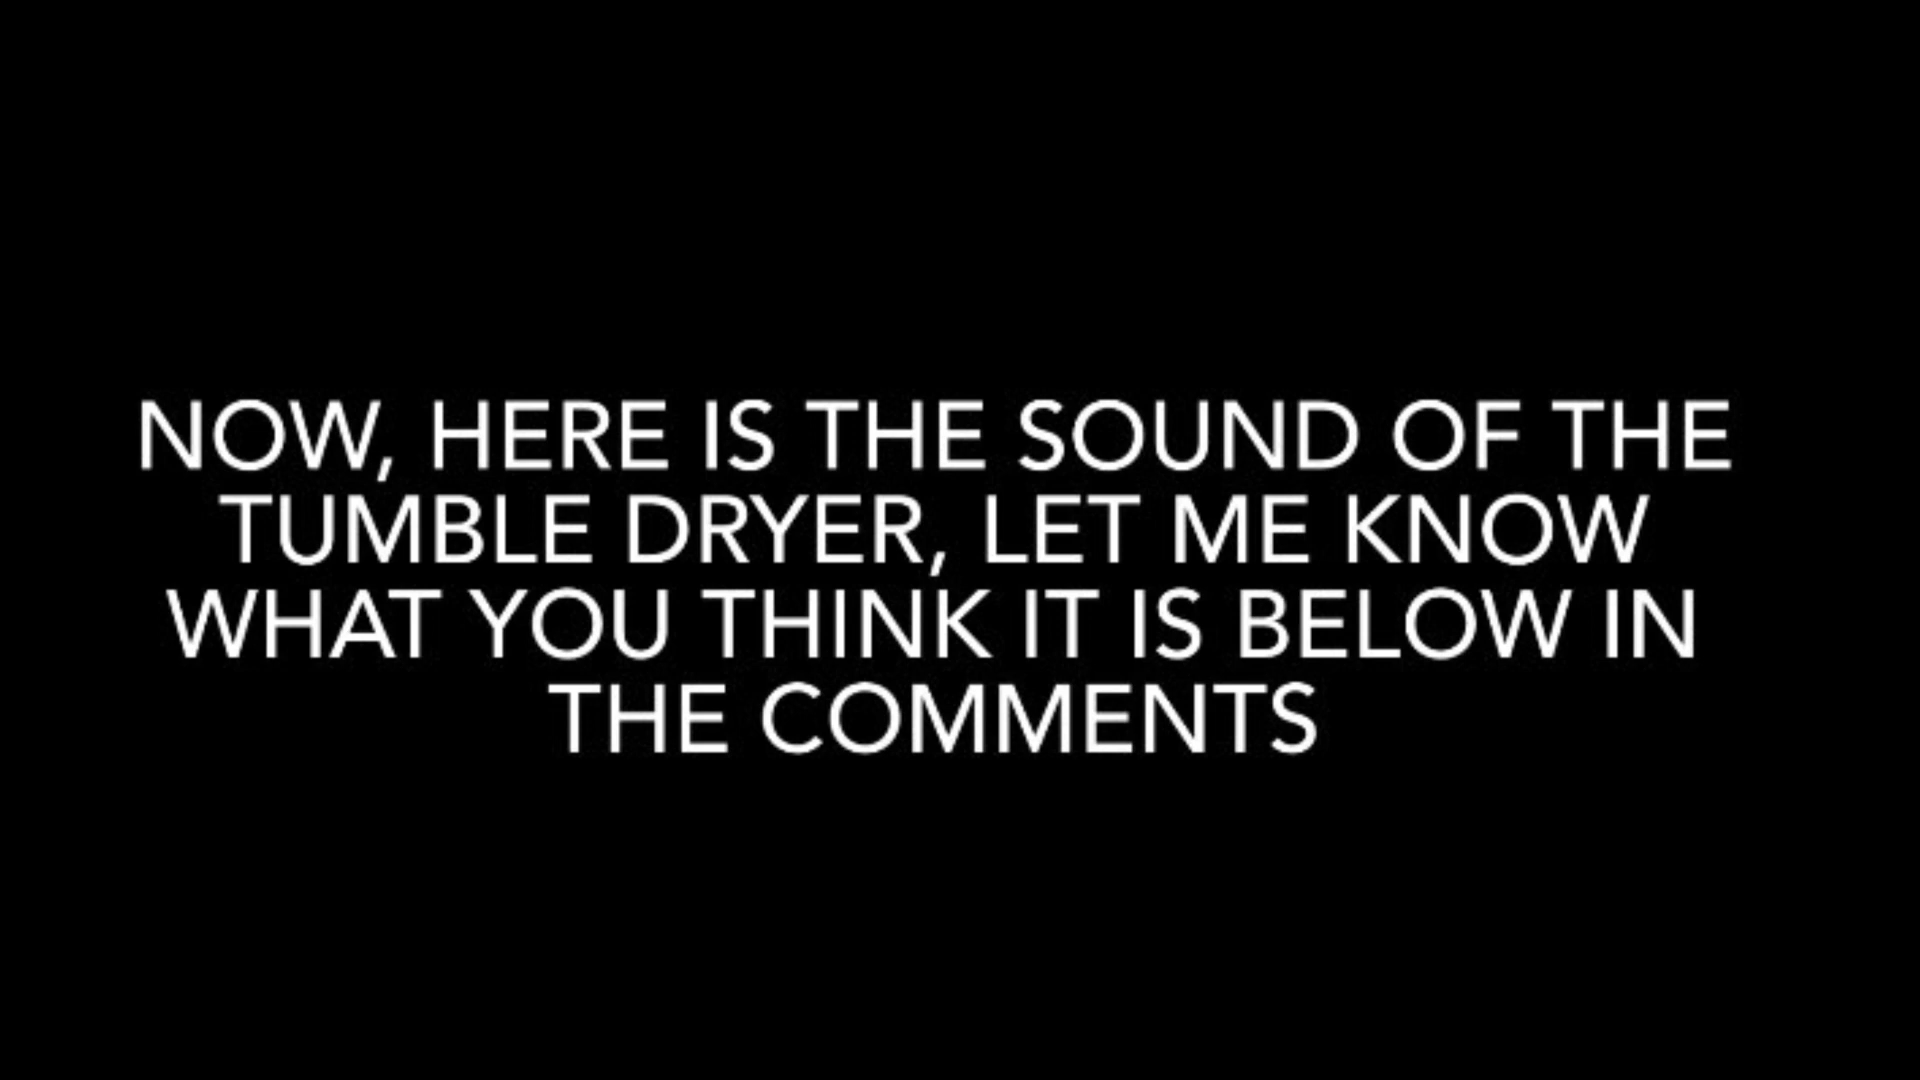 NOW, HERE IS THE SOUND OF THE
TUMBLE DRYER, LET ME KNOW
WHAT YOU THINK IT IS BELOW IN
THE COMMENTS